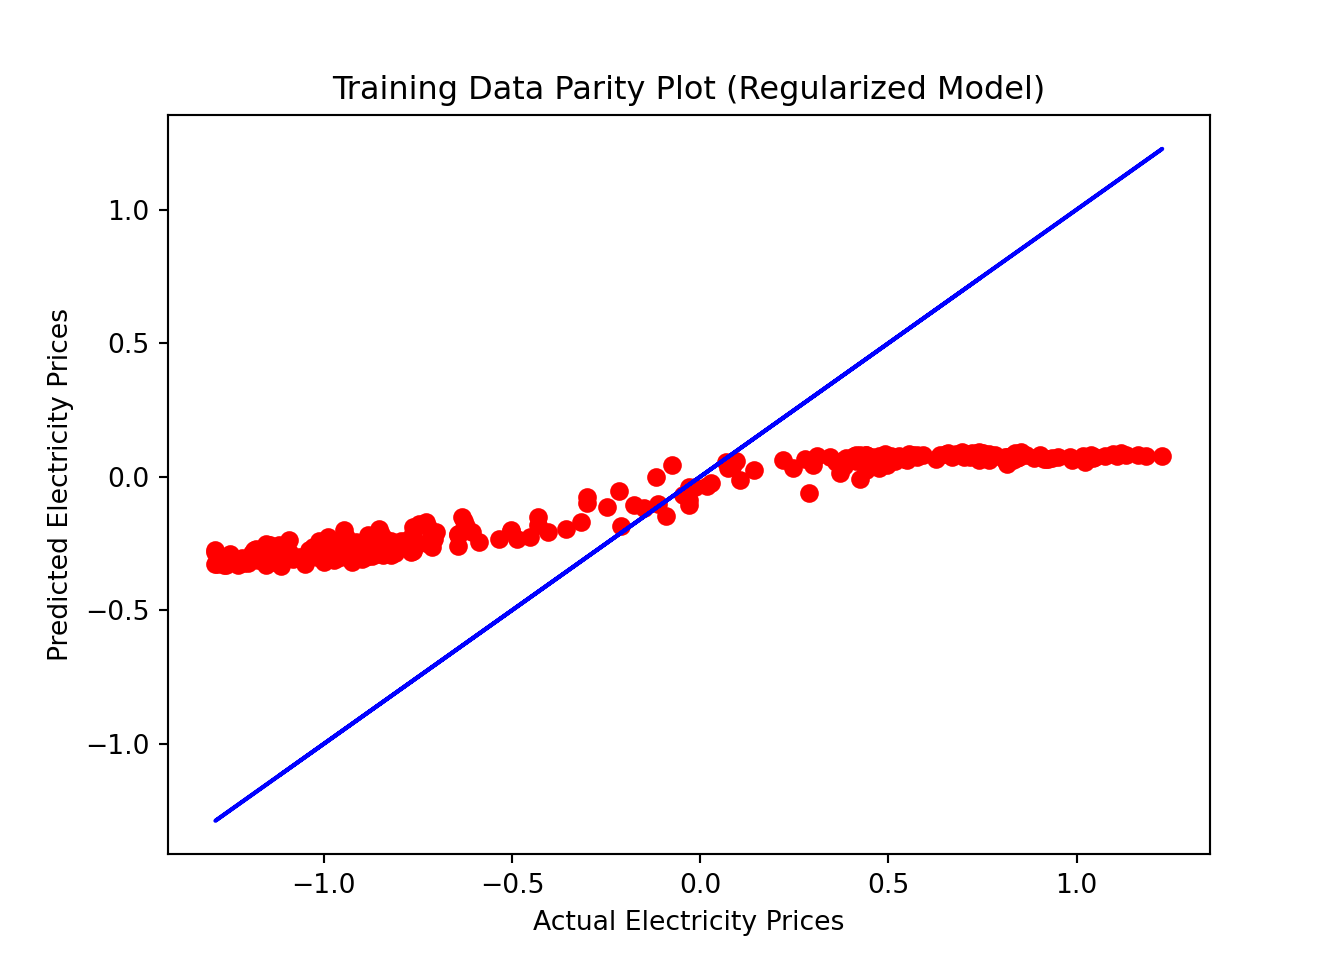 Training Data Parity Plot (Regularized Model)
1.0
0.5
0.0
−0.5
−1.0
Predicted Electricity Prices
−1.0 −0.5 0.0 0.5 1.0
Actual Electricity Prices